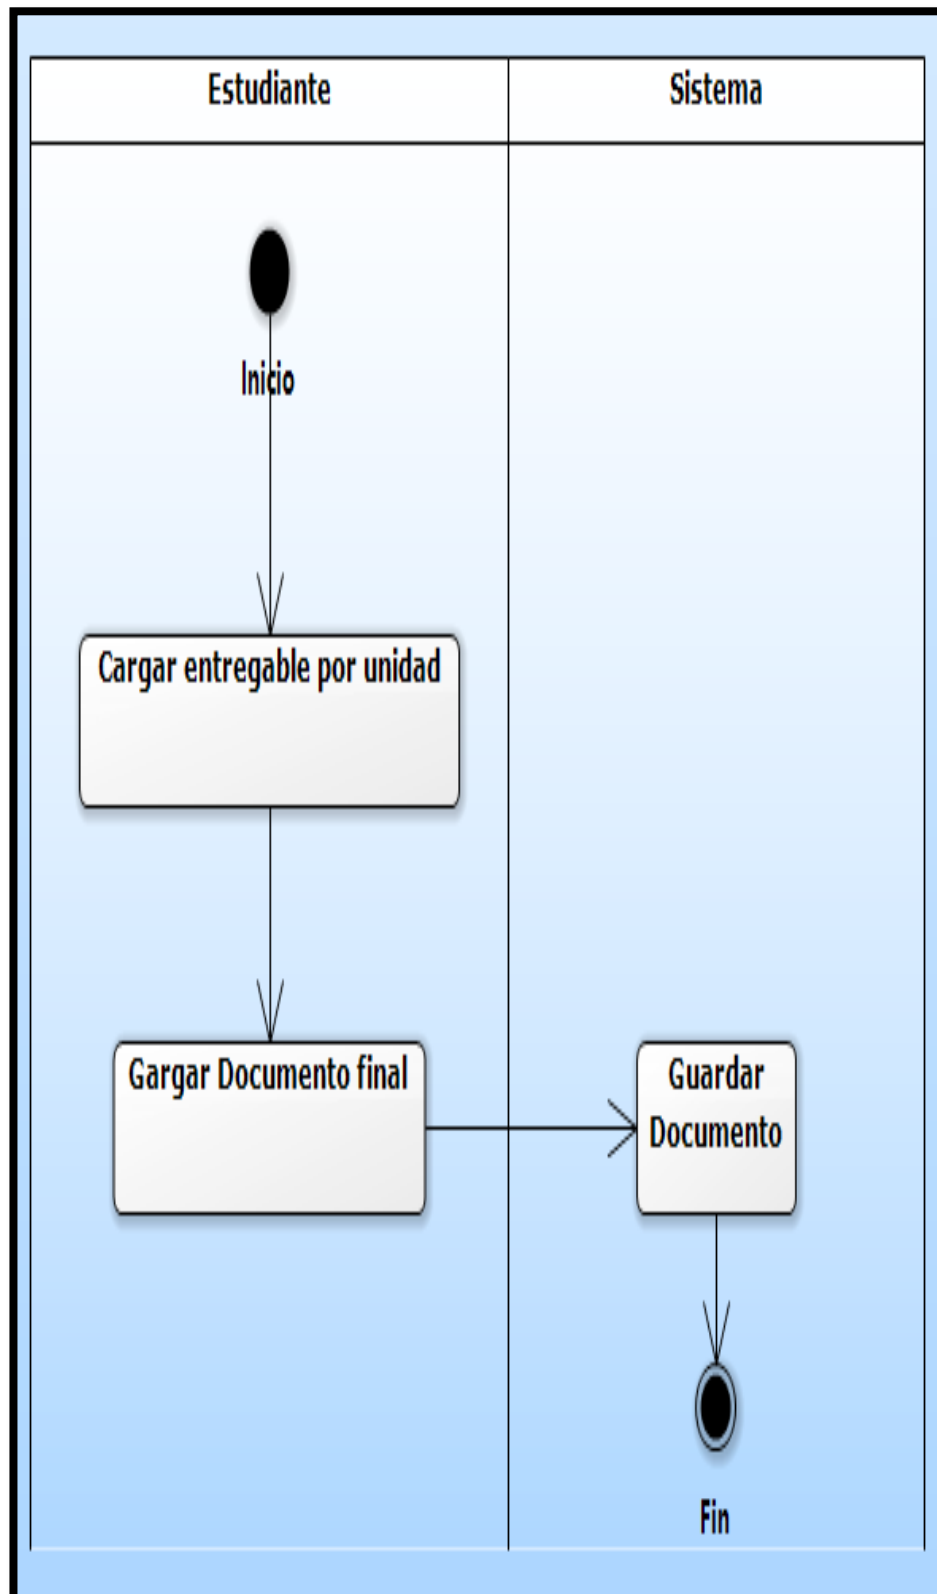 Estudiante
Sistema
Inicio
Cargar entregable por unidad
Gargar Documento final
Guardar
Documento
Fin